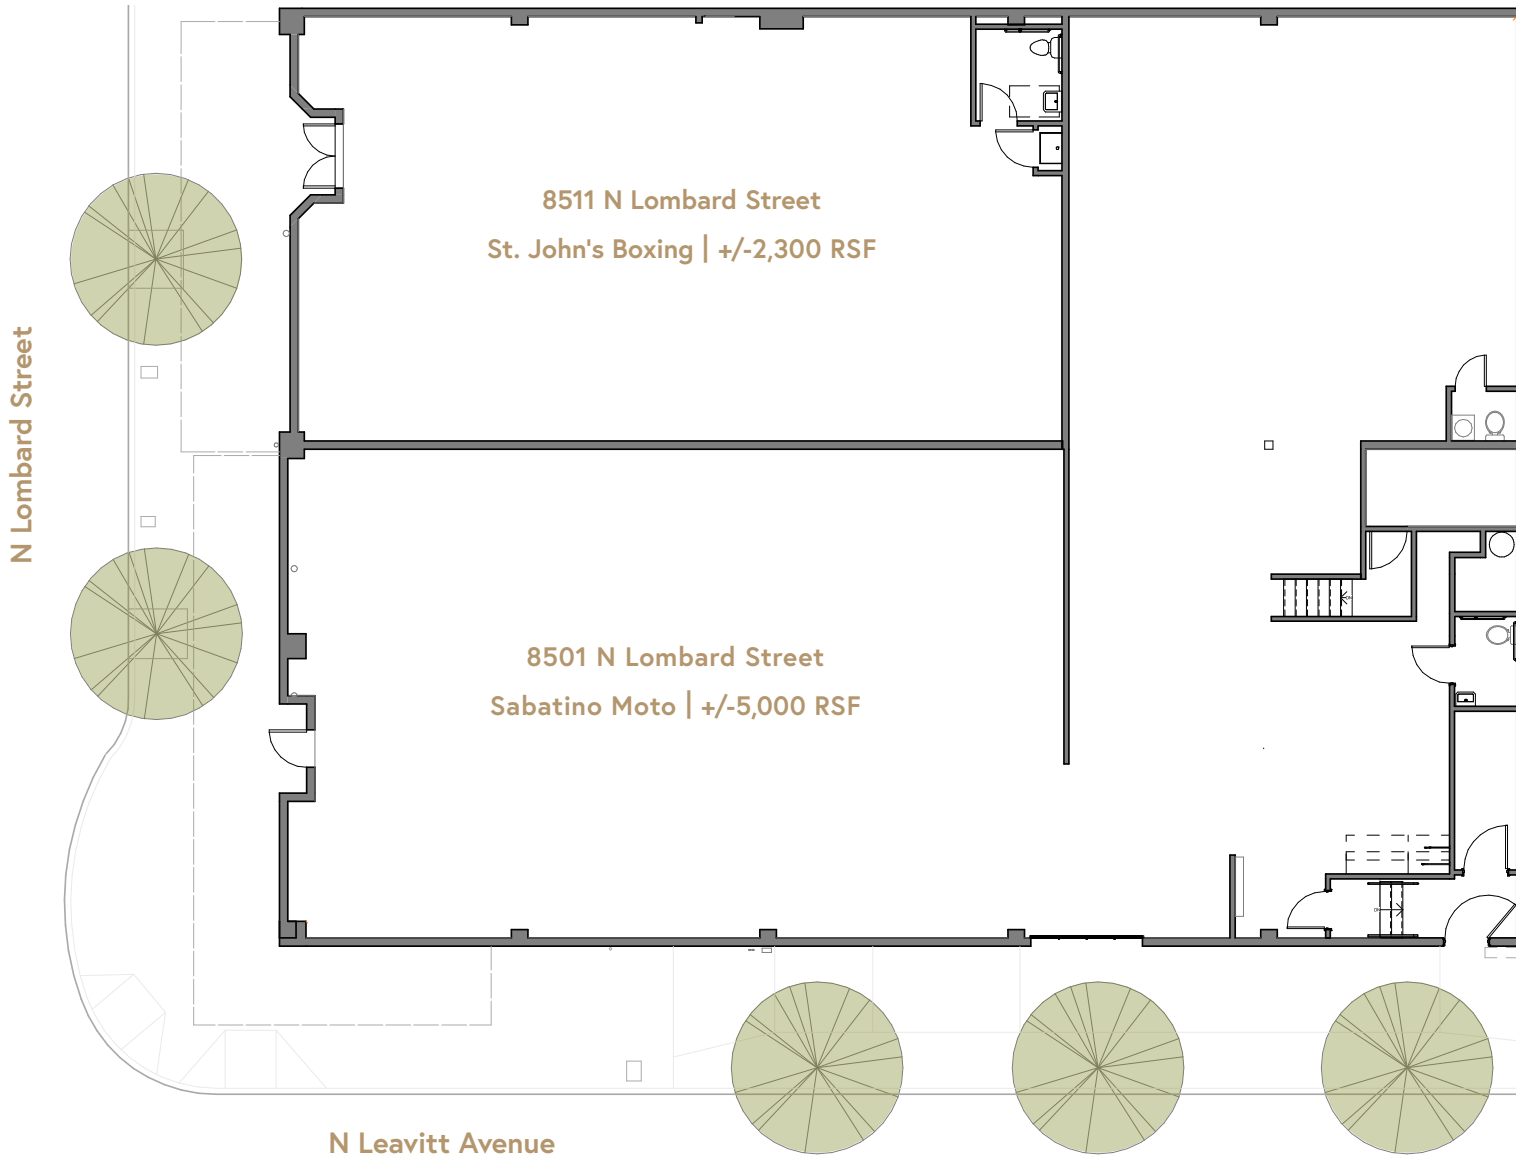 8511 N Lombard Street
St. John's Boxing | +/-2,300 RSF
N Lombard Street
8501 N Lombard Street
Sabatino Moto | +/-5,000 RSF
N Leavitt Avenue